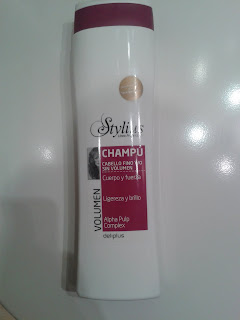 Stylius
CHAMPÚ
CABELLO FINO Y/O
SIN VOLUMEN
Cuerpo y fuerza
VOLUMEN
Ligereza y brillo
Alpha Pulp
Complex
deliplus